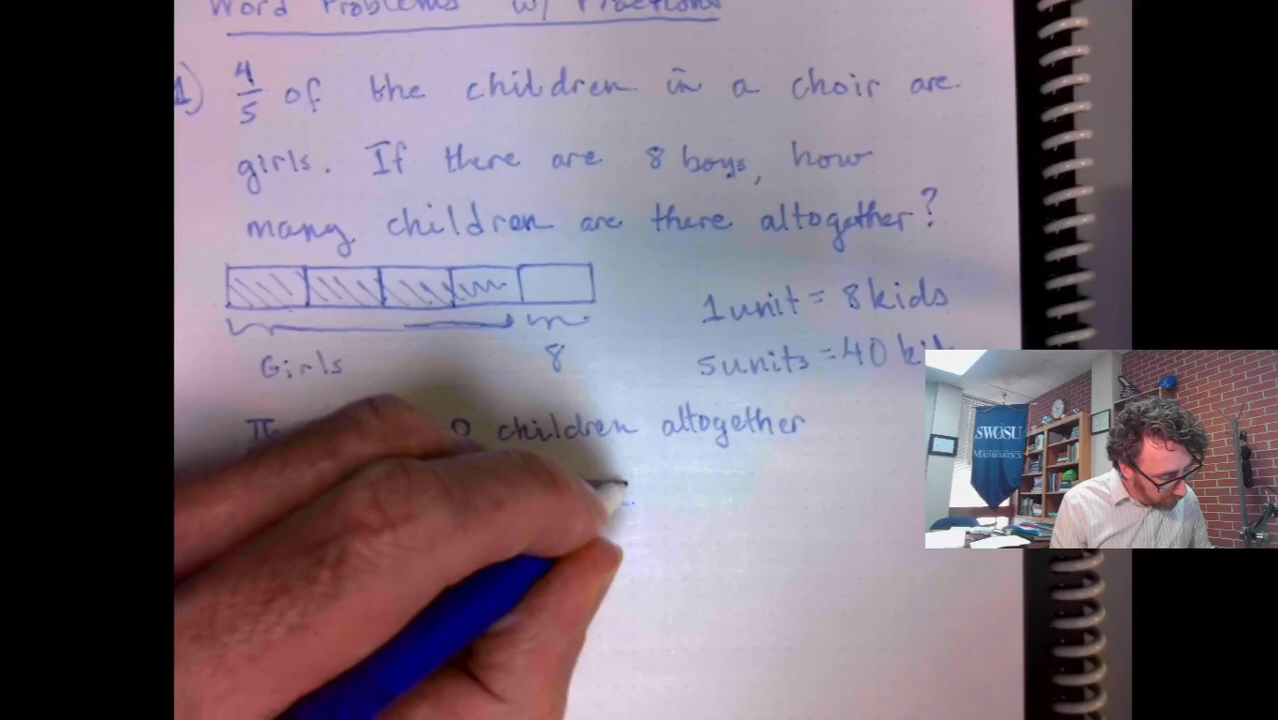 Word Problems w/ Fractions
1) 4/5 of the children in a choir are
girls. If there are 8 boys, how
many children are there altogether?
1 unit = 8 kids
5 units = 40
Girls
8
children altogether
SWOSU
MATHEMATICS